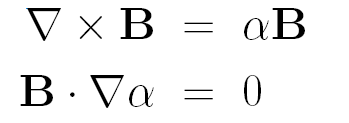 ∇ × B = αB
B · ∇α = 0